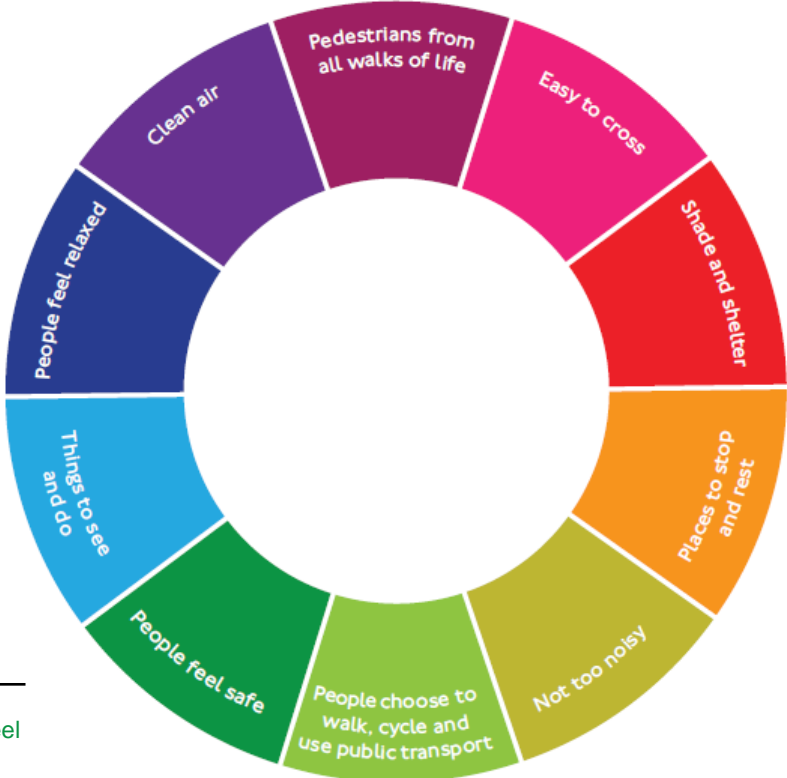 Pedestrians from
all walks of life
Easy to cross
Shade and shelter
Places to stop
and rest
Not too noisy
People choose to
walk, cycle and
use public transport
People feel safe
Things to see
and do
People feel relaxed
Clean air